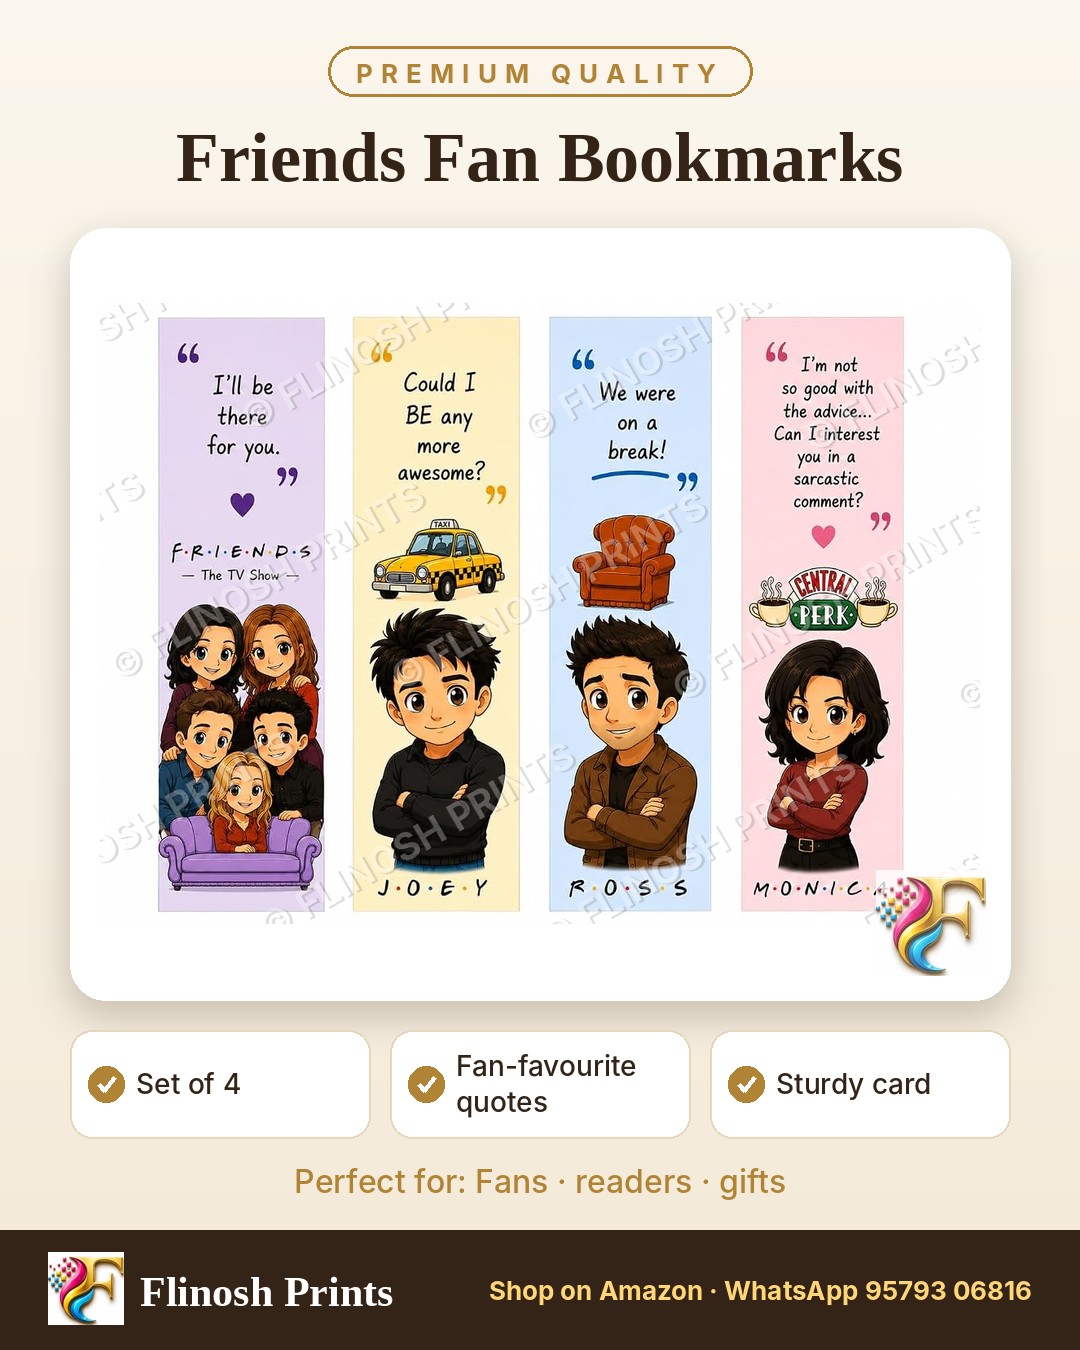 PREMIUM QUALITY
Friends Fan Bookmarks
“
I’ll be
there
for you.
”
F·R·I·E·N·D·S
— The TV Show —
“
Could I
BE any
more
awesome?
”
TAXI
J·O·E·Y
“
We were
on a
break!
”
R·O·S·S
“
I’m not
so good with
the advice...
Can I interest
you in a
sarcastic
comment?
”
CENTRAL
PERK
M·O·N·I·C
© FLINOSH PRINTS
Set of 4
Fan-favourite
quotes
Sturdy card
Perfect for: Fans · readers · gifts
Flinosh Prints
Shop on Amazon · WhatsApp 95793 06816